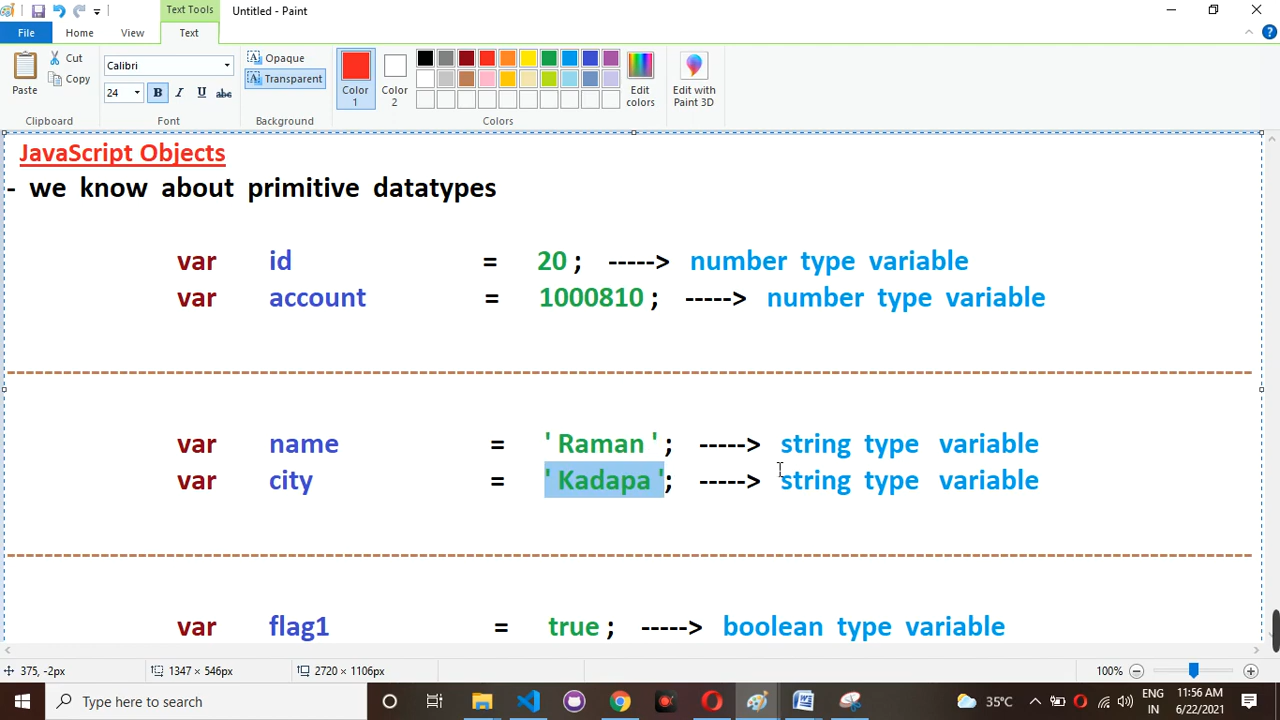 Text Tools
Untitled - Paint
File
Home
View
Text
Paste
Cut
Copy
Clipboard
Calibri
24
B
I
U
abc
Font
Opaque
Transparent
Background
Color 1
Color 2
Edit colors
Colors
Edit with Paint 3D
JavaScript Objects
- we know about primitive datatypes
var id = 20 ; -----> number type variable
var account = 1000810 ; -----> number type variable
var name = ' Raman ' ; -----> string type variable
var city = ' Kadapa '; -----> string type variable
var flag1 = true ; -----> boolean type variable
375, -2px
1347 × 546px
2720 × 1106px
100%
Type here to search
35°C
ENG
IN
11:56 AM
6/22/2021